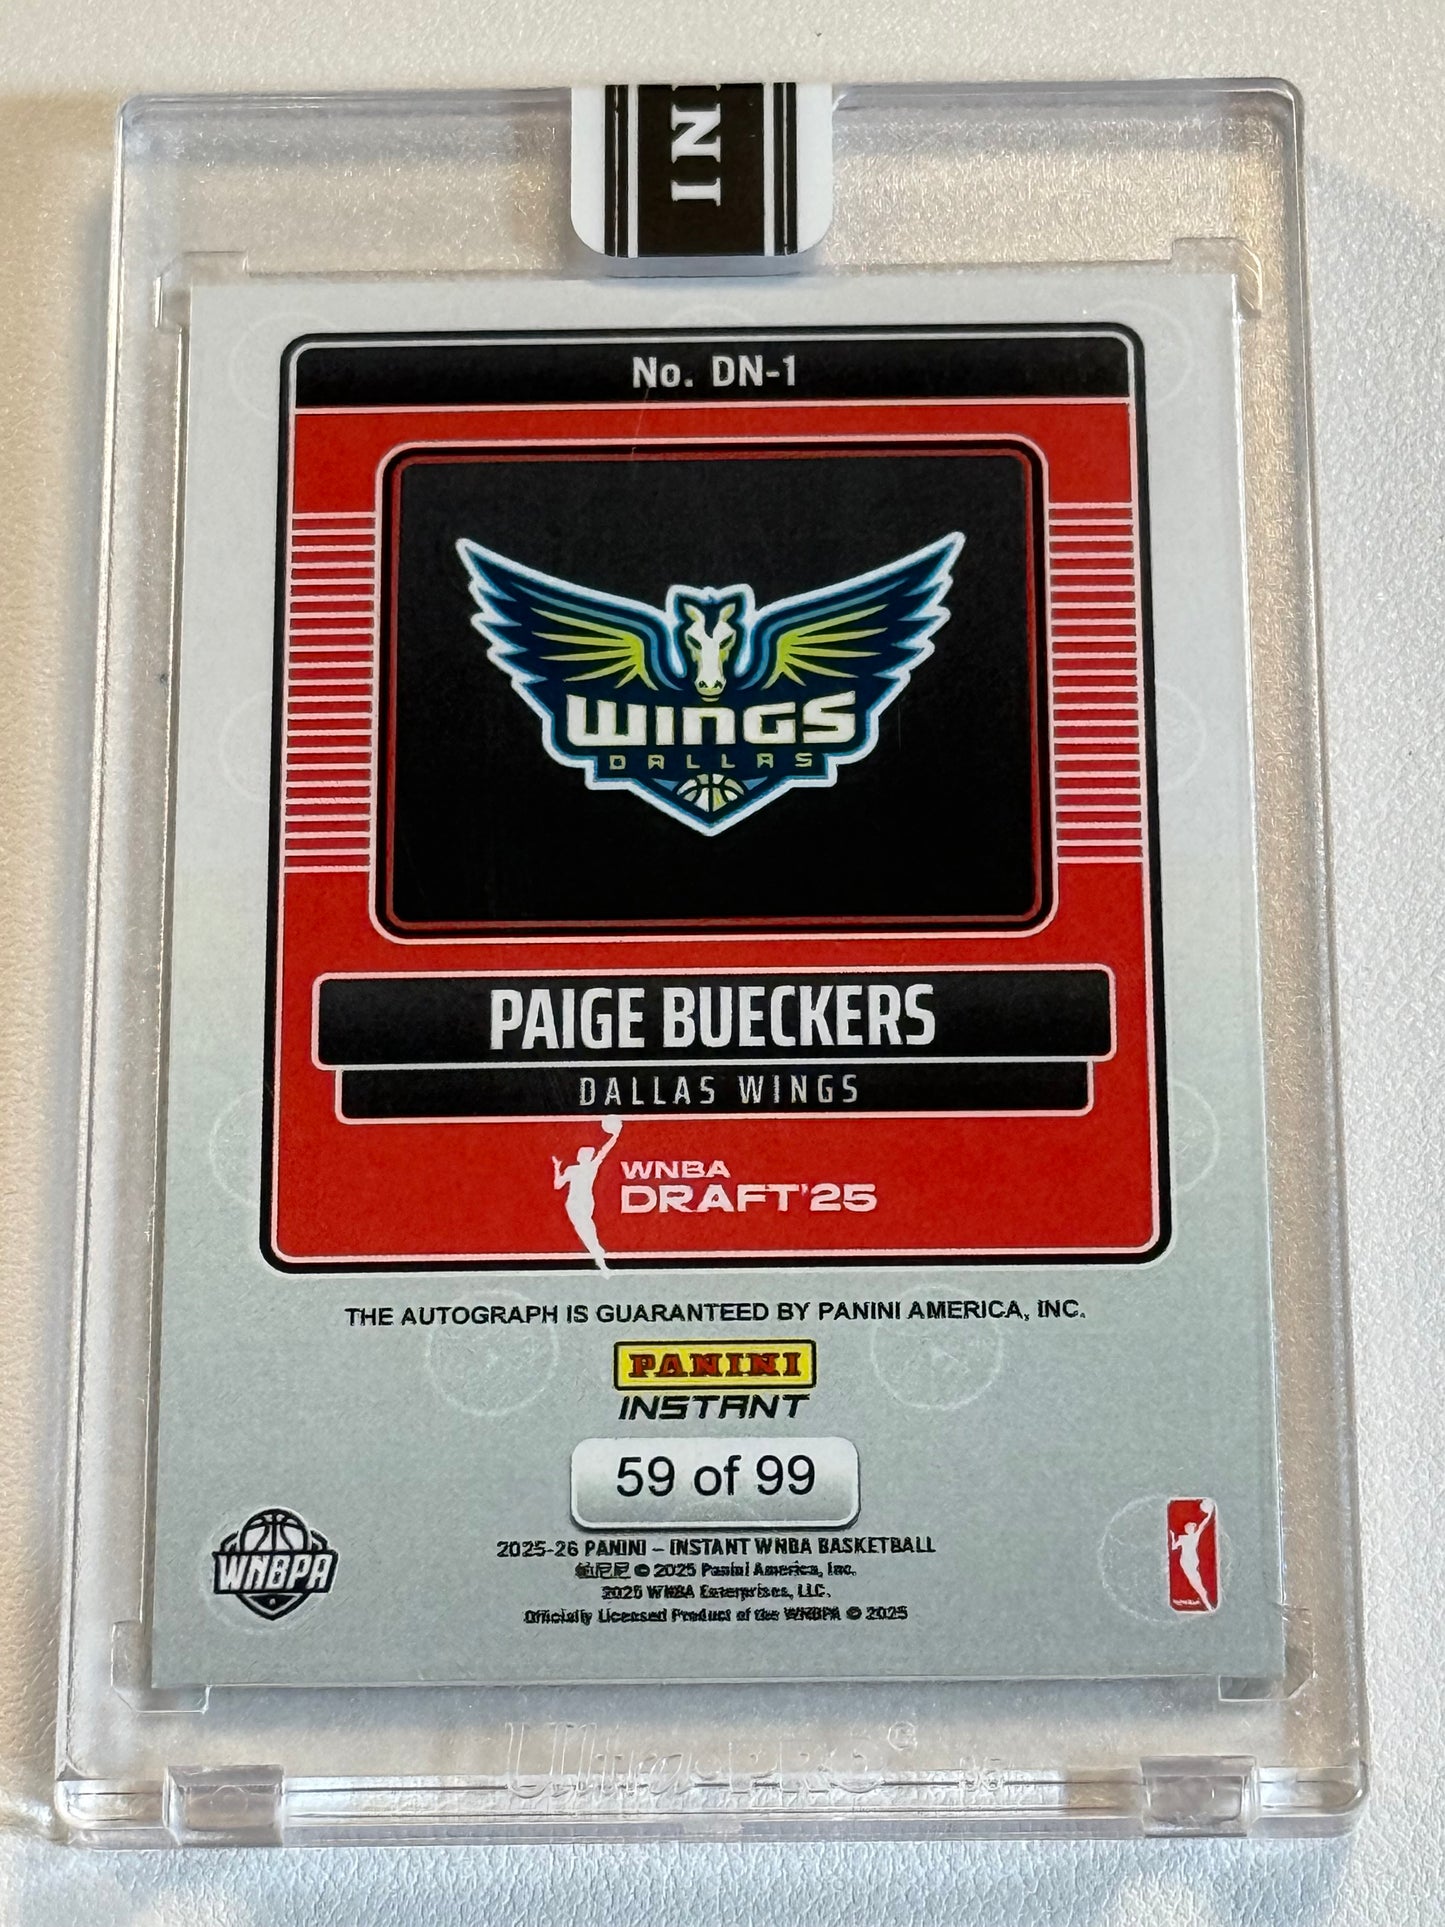 INI
No. DN-1
WINGS
DALLAS
PAIGE BUECKERS
DALLAS WINGS
WNBA
DRAFT'25
THE AUTOGRAPH IS GUARANTEED BY PANINI AMERICA, INC.
PANINI
INSTANT
59 of 99
WNBPA
2025-26 PANINI – INSTANT WNBA BASKETBALL
© 2025 Panini America, Inc.
2025 WNBA Enterprises, LLC.
Officially Licensed Product of the WNBPA © 2025
Ultra-PRO